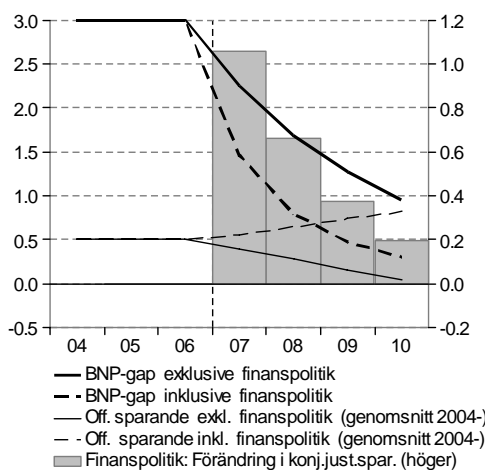 3.0
2.5
2.0
1.5
1.0
0.5
0.0
-0.5
1.2
1.0
0.8
0.6
0.4
0.2
0.0
-0.2
04 05 06 07 08 09 10
BNP-gap exklusive finanspolitik
BNP-gap inklusive finanspolitik
Off. sparande exkl. finanspolitik (genomsnitt 2004-)
Off. sparande inkl. finanspolitik (genomsnitt 2004-)
Finanspolitik: Förändring i konj.just.spar. (höger)